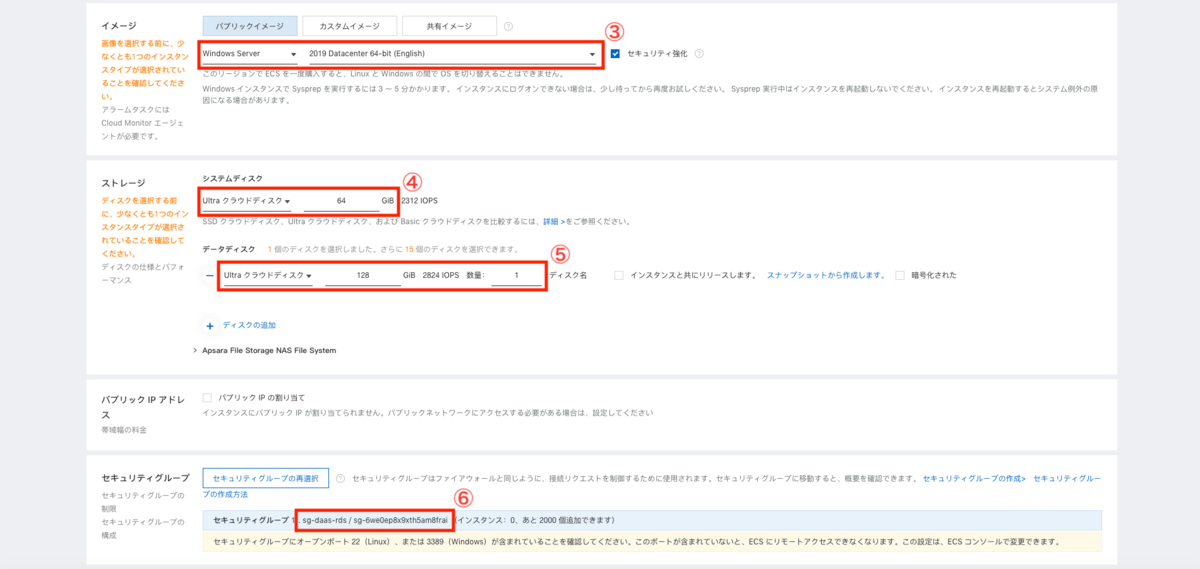 イメージ
画像を選択する前に、少
なくとも1つのインスタン
スタイプが選択されてい
ることを確認してくださ
い。
アラームタスクには
Cloud Monitor エージェ
ントが必要です。
パブリックイメージ
カスタムイメージ
共有イメージ
③
Windows Server
2019 Datacenter 64-bit (English)
セキュリティ強化
このリージョンで ECS を一度購入すると、Linux と Windows の間で OS を切り替えることはできません。
Windows インスタンスで Sysprep を実行するには 3 ～ 5 分かかります。 インスタンスにログオンできない場合は、少し待ってから再度お試しください。 Sysprep 実行中はインスタンスを再起動しないでください。 インスタンスを再起動するとシステム例外の原
因になる場合があります。
ストレージ
ディスクを選択する前
に、少なくとも1つのイン
スタンスタイプが選択さ
れていることを確認して
ください。
ディスクの仕様とパフォ
ーマンス
システムディスク
④
Ultra クラウドディスク 64 GiB 2312 IOPS
SSD クラウドディスク、Ultra クラウドディスク、および Basic クラウドディスクを比較するには、詳細 >をご参照ください。
データディスク 1 個のディスクを選択しました。さらに 15 個のディスクを選択できます。
⑤
Ultra クラウドディスク 128 GiB 2824 IOPS 数量: 1 ディスク名 インスタンスと共にリリースします。 スナップショットから作成します。 暗号化された
+ ディスクの追加
> Apsara File Storage NAS File System
パブリック IP アドレ
ス
帯域幅の料金
パブリック IP の割り当て
インスタンスにパブリック IP が割り当てられません。パブリックネットワークにアクセスする必要がある場合は、設定してください
セキュリティグループ
セキュリティグループの
制限
セキュリティグループの
構成
セキュリティグループの再選択
セキュリティグループはファイアウォールと同じように、接続リクエストを制御するために使用されます。セキュリティグループに移動すると、概要を確認できます。 セキュリティグループの作成> セキュリティグルー
プの作成方法
⑥
セキュリティグループ 1. sg-daas-rds / sg-6we0ep8x9xth5am8frai (インスタンス: 0、あと 2000 個追加できます)
セキュリティグループにオープンポート 22（Linux）、または 3389（Windows）が含まれていることを確認してください。このポートが含まれていないと、ECS にリモートアクセスできなくなります。この設定は、ECS コンソールで変更できます。